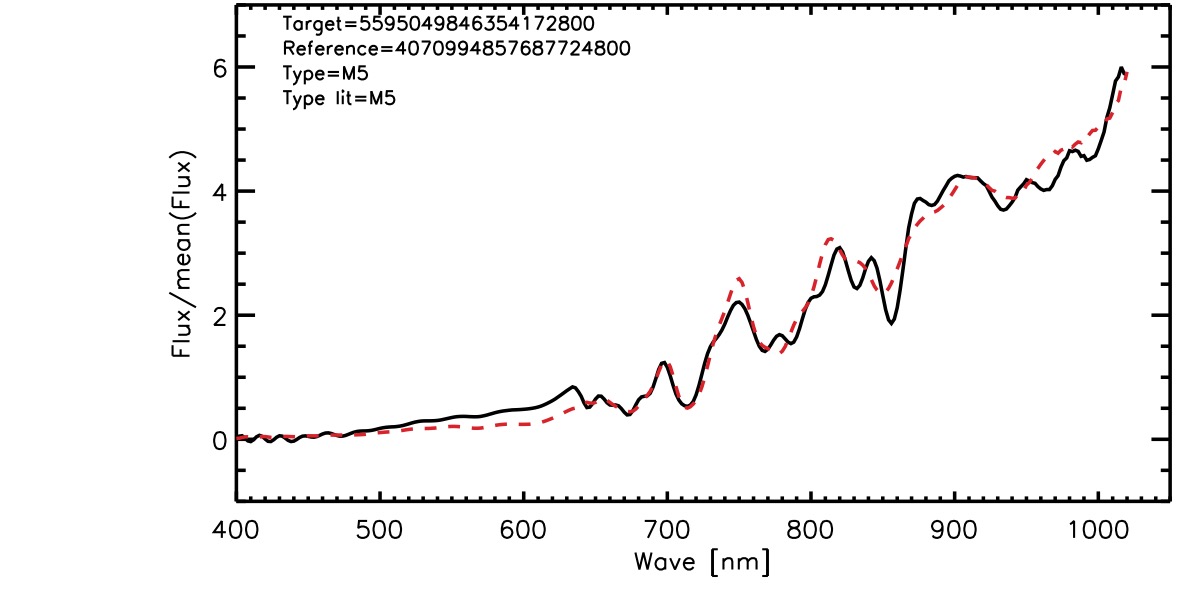 Target=5595049846354172800
Reference=4070994857687724800
Type=M5
Type lit=M5
Flux/mean(Flux)
6
4
2
0
400 500 600 700 800 900 1000
Wave [nm]